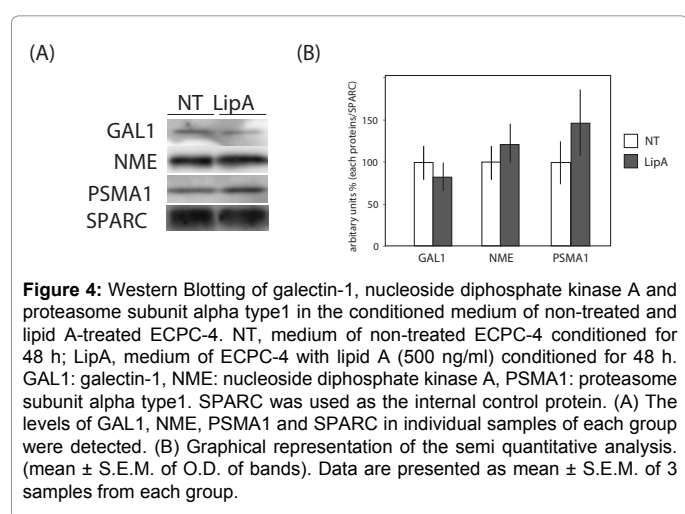 (A)
(B)
NT LipA
GAL1
NME
PSMA1
SPARC
arbitary units % (each proteins/SPARC)
150
100
50
0
GAL1 NME PSMA1
NT
LipA
Figure 4: Western Blotting of galectin-1, nucleoside diphosphate kinase A and
proteasome subunit alpha type1 in the conditioned medium of non-treated and
lipid A-treated ECPC-4. NT, medium of non-treated ECPC-4 conditioned for
48 h; LipA, medium of ECPC-4 with lipid A (500 ng/ml) conditioned for 48 h.
GAL1: galectin-1, NME: nucleoside diphosphate kinase A, PSMA1: proteasome
subunit alpha type1. SPARC was used as the internal control protein. (A) The
levels of GAL1, NME, PSMA1 and SPARC in individual samples of each group
were detected. (B) Graphical representation of the semi quantitative analysis.
(mean ± S.E.M. of O.D. of bands). Data are presented as mean ± S.E.M. of 3
samples from each group.